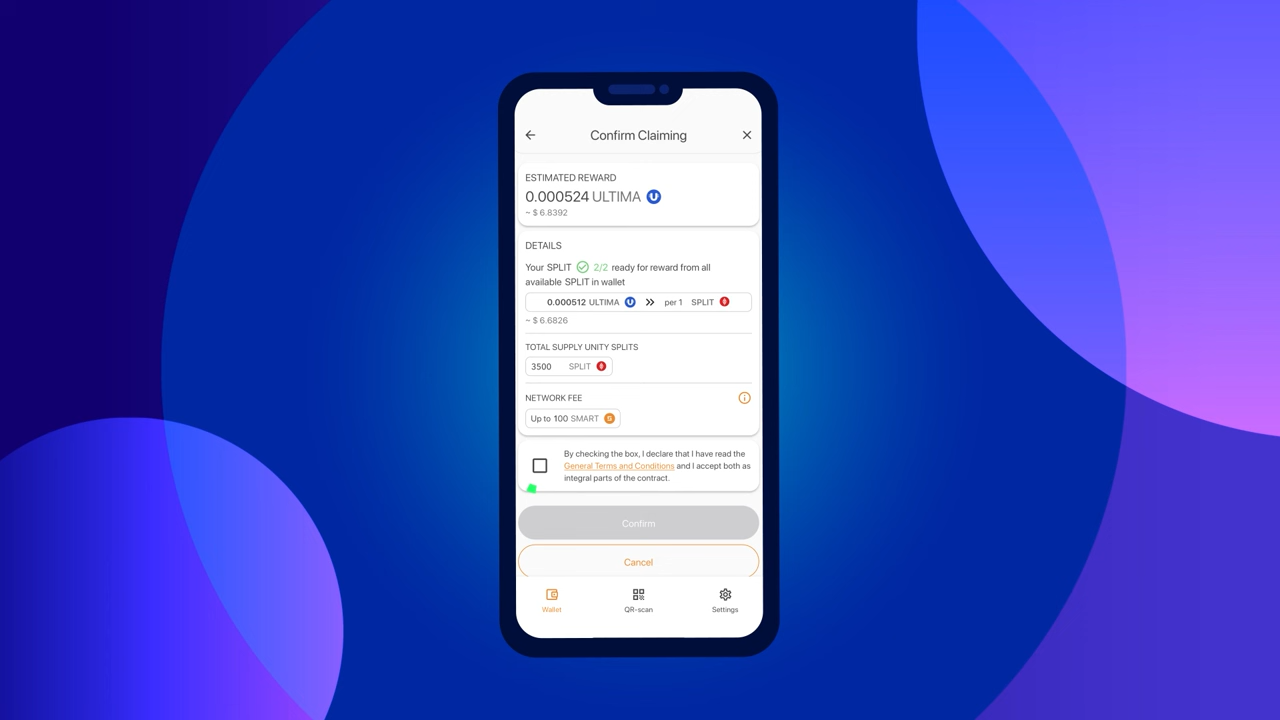 Confirm Claiming
ESTIMATED REWARD
0.000524 ULTIMA
~ $ 6.8392
DETAILS
Your SPLIT 2/2 ready for reward from all
available SPLIT in wallet
0.000512 ULTIMA per 1 SPLIT
~ $ 6.6826
TOTAL SUPPLY UNITY SPLITS
3500 SPLIT
NETWORK FEE
Up to 100 SMART
By checking the box, I declare that I have read the
General Terms and Conditions and I accept both as
integral parts of the contract.
Confirm
Cancel
Wallet QR-scan Settings